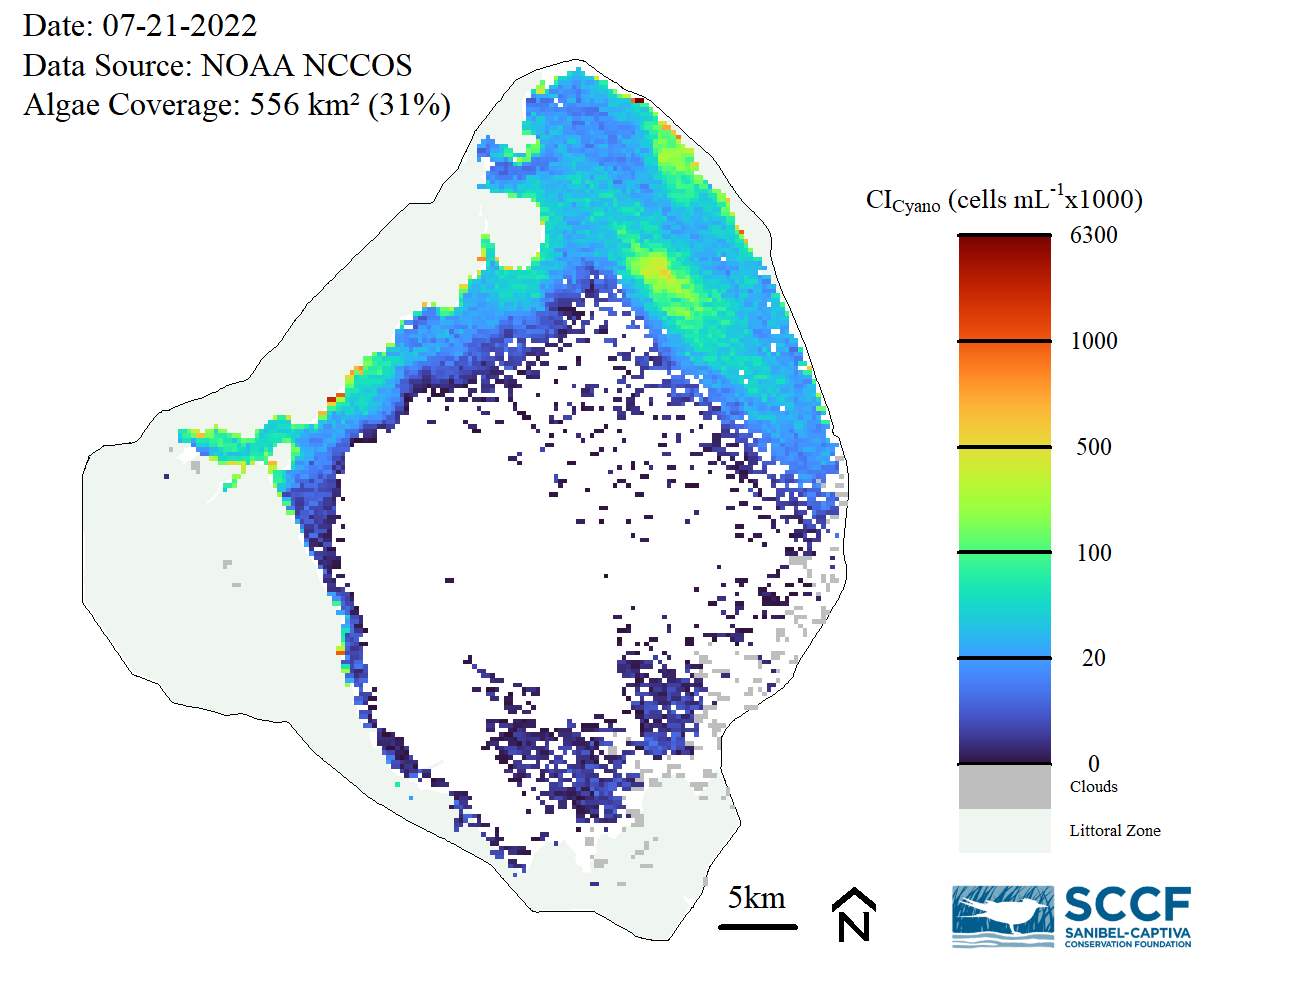 Date: 07-21-2022
Data Source: NOAA NCCOS
Algae Coverage: 556 km² (31%)
CICyano (cells mL-1x1000)
6300
1000
500
100
20
0
Clouds
Littoral Zone
5km
N
SCCF
SANIBEL-CAPTIVA
CONSERVATION FOUNDATION